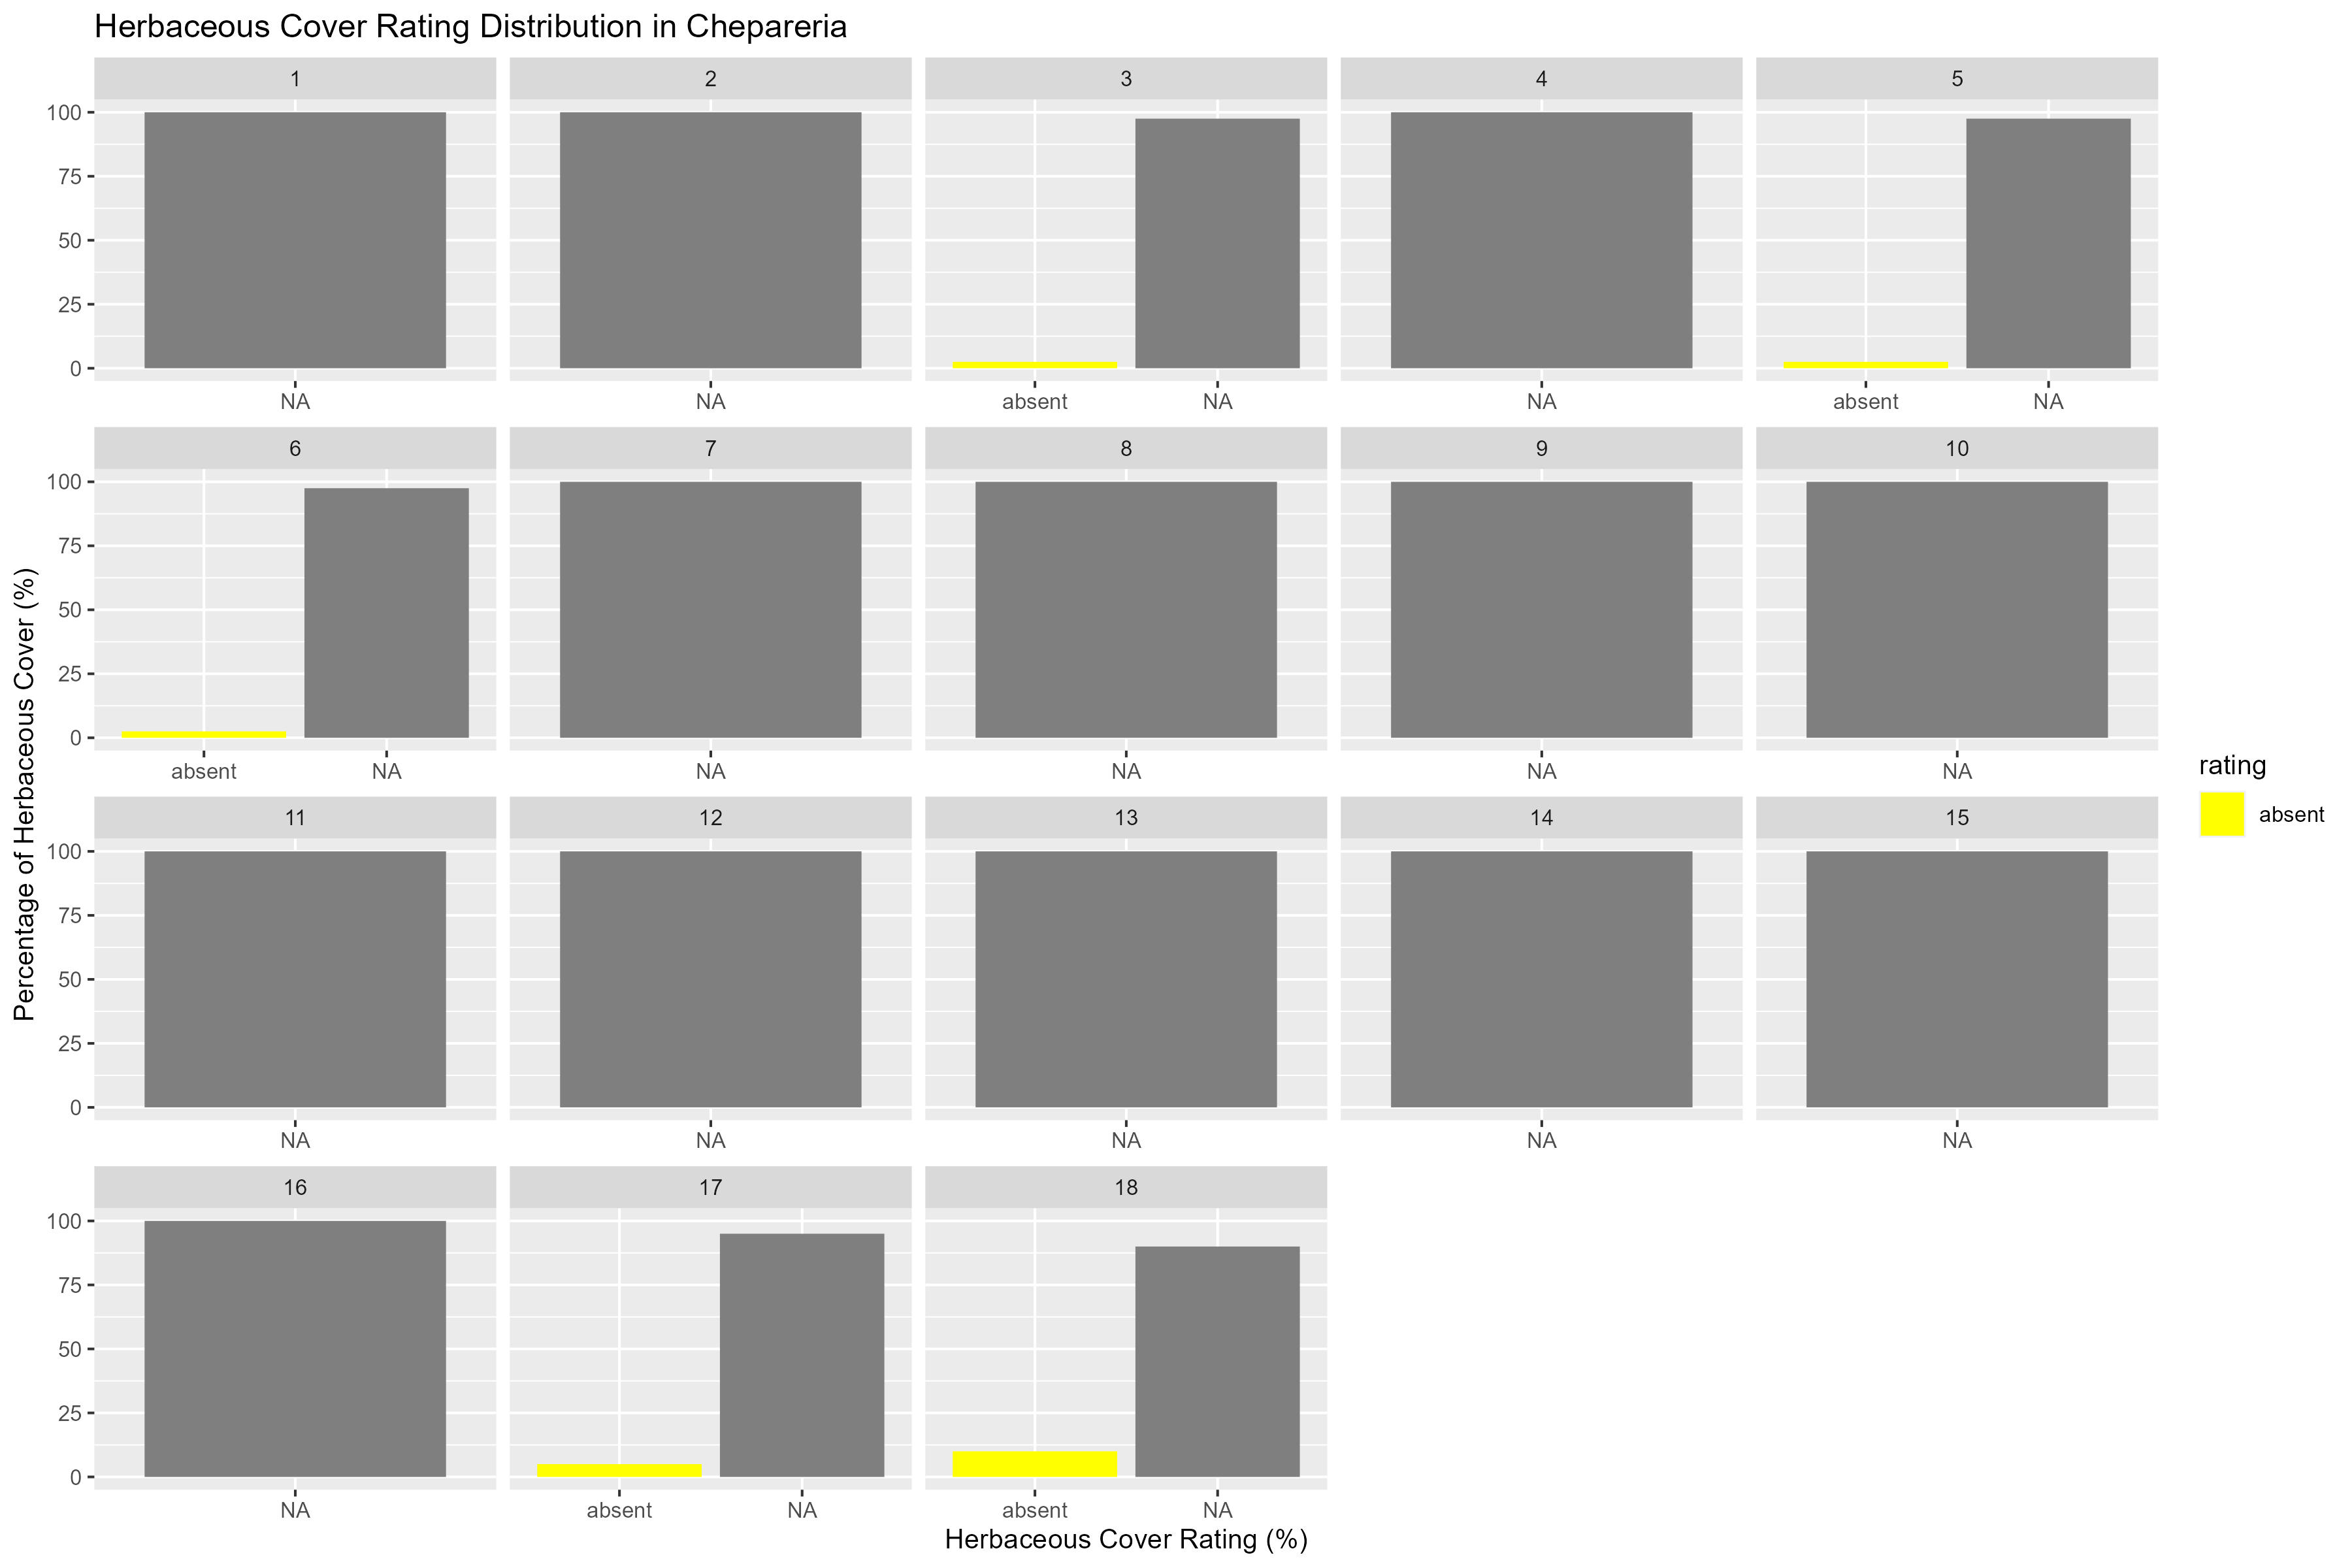 Herbaceous Cover Rating Distribution in Chepareria
1 2 3 4 5
100
75
50
25
0
NA NA absent NA NA absent NA
6 7 8 9 10
100
75
50
25
0
absent NA NA NA NA NA
11 12 13 14 15
100
75
50
25
0
NA NA NA NA NA
16 17 18
100
75
50
25
0
NA absent NA absent NA
Herbaceous Cover Rating (%)
Percentage of Herbaceous Cover (%)
rating
absent